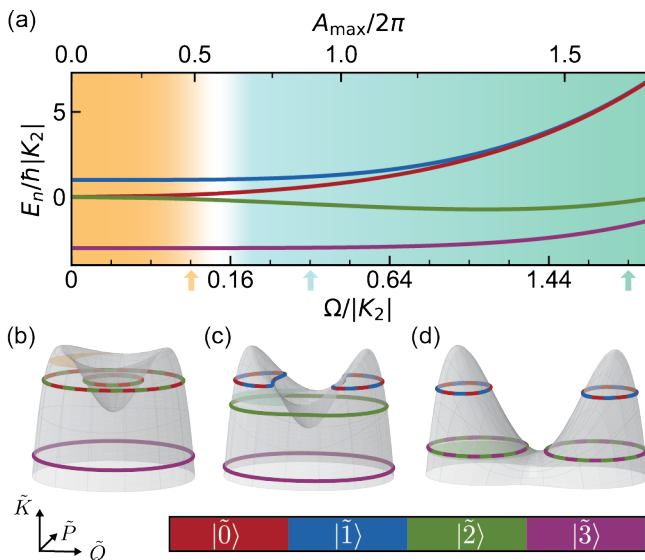 (a)
A_max/2π
0.0 0.5 1.0 1.5
E_n/ħ|K_2|
5
0
0 0.16 0.64 1.44
Ω/|K_2|
(b) (c) (d)
K̃
P̃
Q̃
|0̃⟩ |1̃⟩ |2̃⟩ |3̃⟩